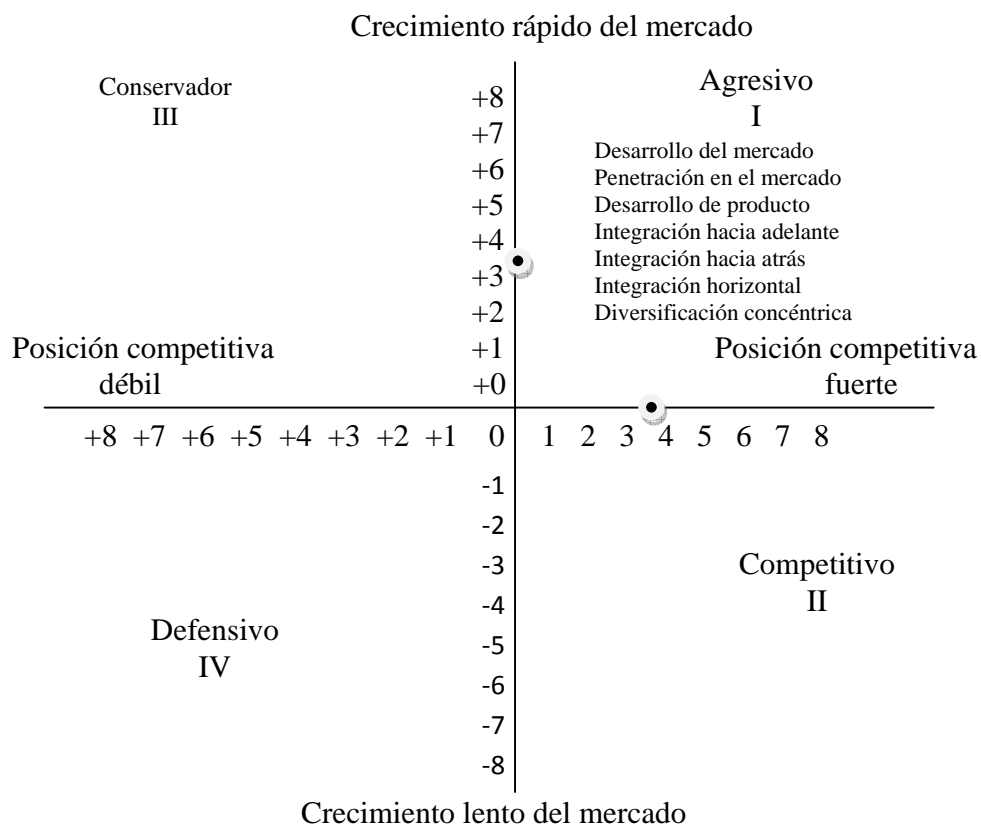 Crecimiento rápido del mercado
Conservador
III
Agresivo
I
Desarrollo del mercado
Penetración en el mercado
Desarrollo de producto
Integración hacia adelante
Integración hacia atrás
Integración horizontal
Diversificación concéntrica
+8
+7
+6
+5
+4
+3
+2
+1
+0
Posición competitiva
débil
Posición competitiva
fuerte
+8 +7 +6 +5 +4 +3 +2 +1 0 1 2 3 4 5 6 7 8
-1
-2
-3
-4
-5
-6
-7
-8
Competitivo
II
Defensivo
IV
Crecimiento lento del mercado